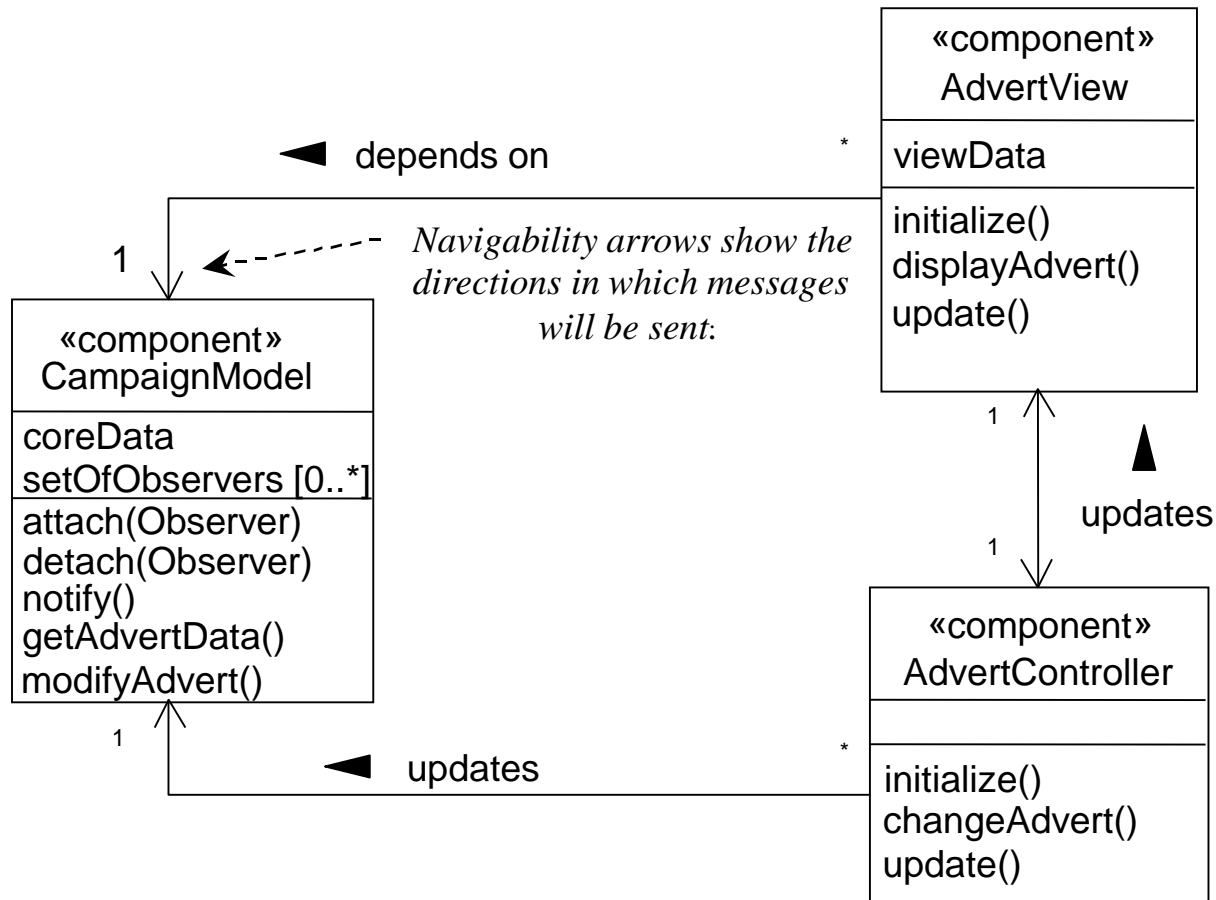 «component»
AdvertView
viewData
initialize()
displayAdvert()
update()
depends on
*
1
Navigability arrows show the
directions in which messages
will be sent:
«component»
CampaignModel
coreData
setOfObservers [0..*]
attach(Observer)
detach(Observer)
notify()
getAdvertData()
modifyAdvert()
1
updates
1
«component»
AdvertController
initialize()
changeAdvert()
update()
1
updates
*